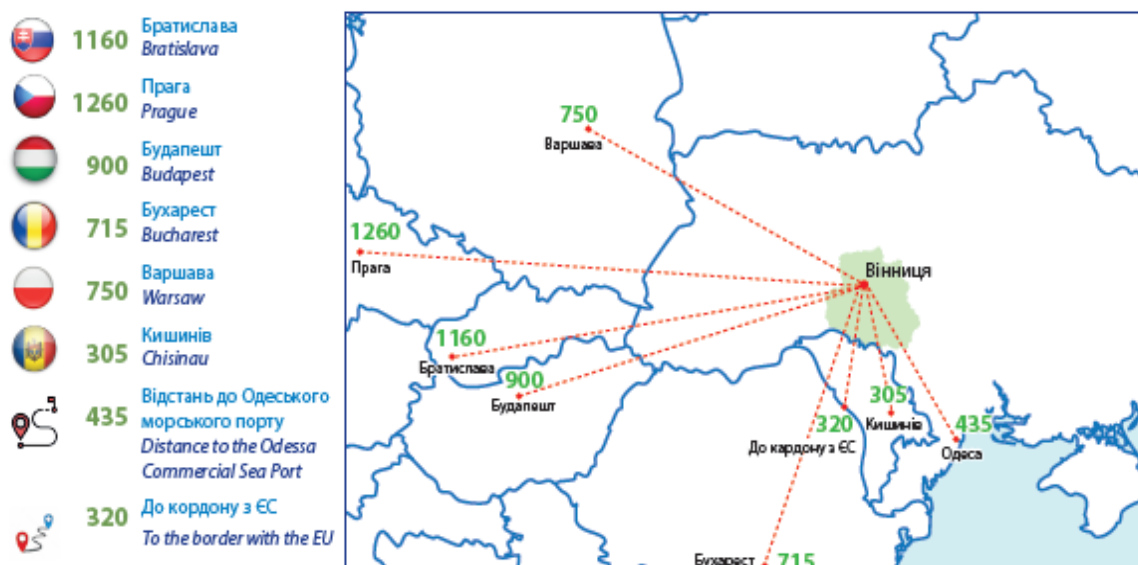 1160
Братислава
Bratislava
1260
Прага
Prague
900
Будапешт
Budapest
715
Бухарест
Bucharest
750
Варшава
Warsaw
305
Кишинів
Chisinau
435
Відстань до Одеського
морського порту
Distance to the Odessa
Commercial Sea Port
320
До кордону з ЄС
To the border with the EU
750
Варшава
1260
Прага
Вінниця
1160
Братислава
900
Будапешт
305
Кишинів
320
До кардону з ЄС
435
Одеса
Бухарест 715